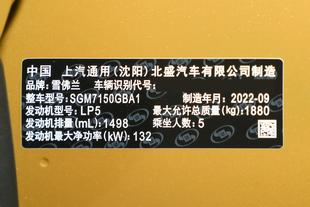 中国 上汽通用(沈阳)北盛汽车有限公司制造
品牌:雪佛兰 车辆识别代号:
整车型号:SGM7150GBA1 制造年月:2022-09
发动机型号:LP5 最大允许总质量(kg):1880
发动机排量(mL):1498 乘坐人数:5
发动机最大净功率(kW):132